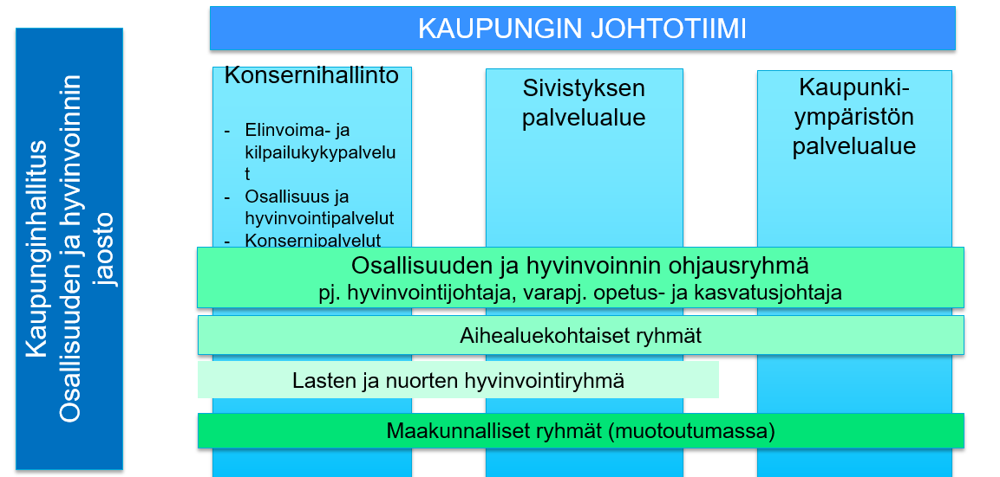 Kaupunginhallitus
Osallisuuden ja hyvinvoinnin
jaosto
KAUPUNGIN JOHTOTIIMI
Konsernihallinto
- Elinvoima- ja
kilpailukykypalvelu
t
- Osallisuus ja
hyvinvointipalvelut
- Konsernipalvelut
Sivistyksen
palvelualue
Kaupunki-
ympäristön
palvelualue
Osallisuuden ja hyvinvoinnin ohjausryhmä
pj. hyvinvointijohtaja, varapj. opetus- ja kasvatusjohtaja
Aihealuekohtaiset ryhmät
Lasten ja nuorten hyvinvointiryhmä
Maakunnalliset ryhmät (muotoutumassa)